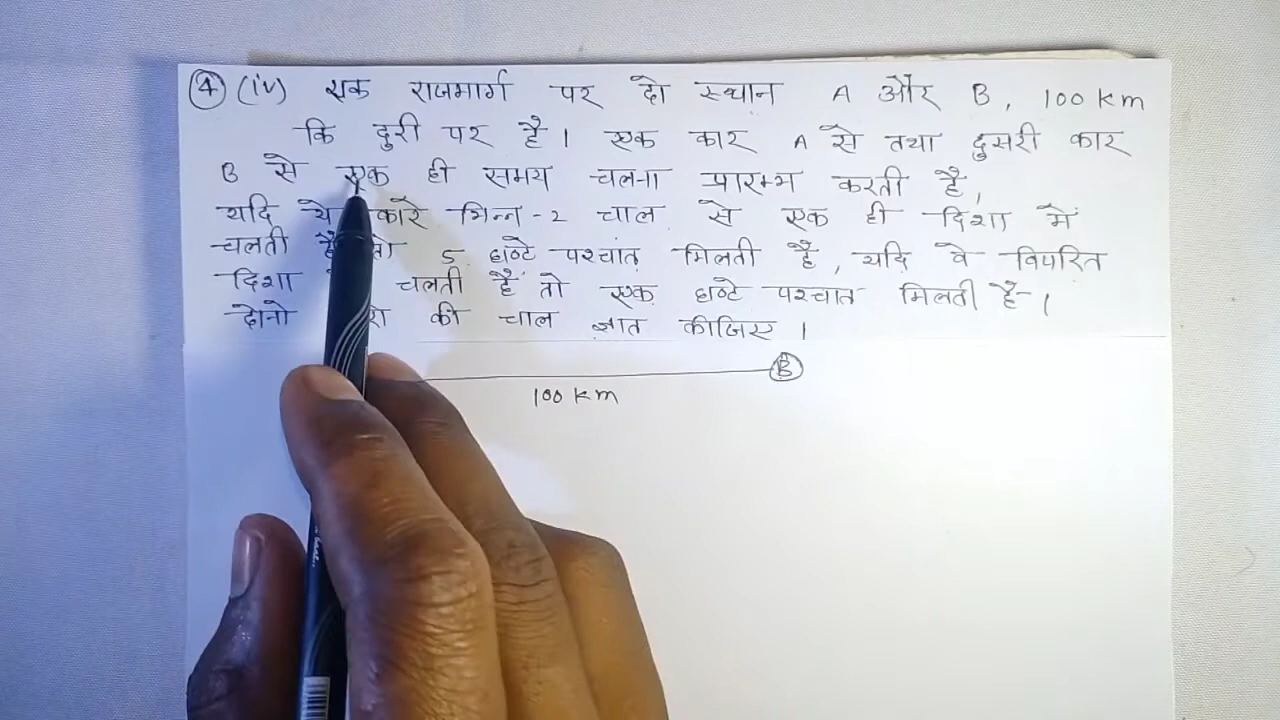 4 (iv) एक राजमार्ग पर दो स्थान A और B, 100 km
कि दुरी पर है। एक कार A से तथा दुसरी कार
B से एक ही समय चलना प्रारम्भ करती है,
यदि ये कारे भिन्न-2 चाल से एक ही दिशा में
चलती है 5 घण्टे पश्चात मिलती है, यदि वे विपरित
दिशा चलती है तो एक घण्टे पश्चात मिलती है।
दोनो की चाल ज्ञात कीजिए।
B
100 km